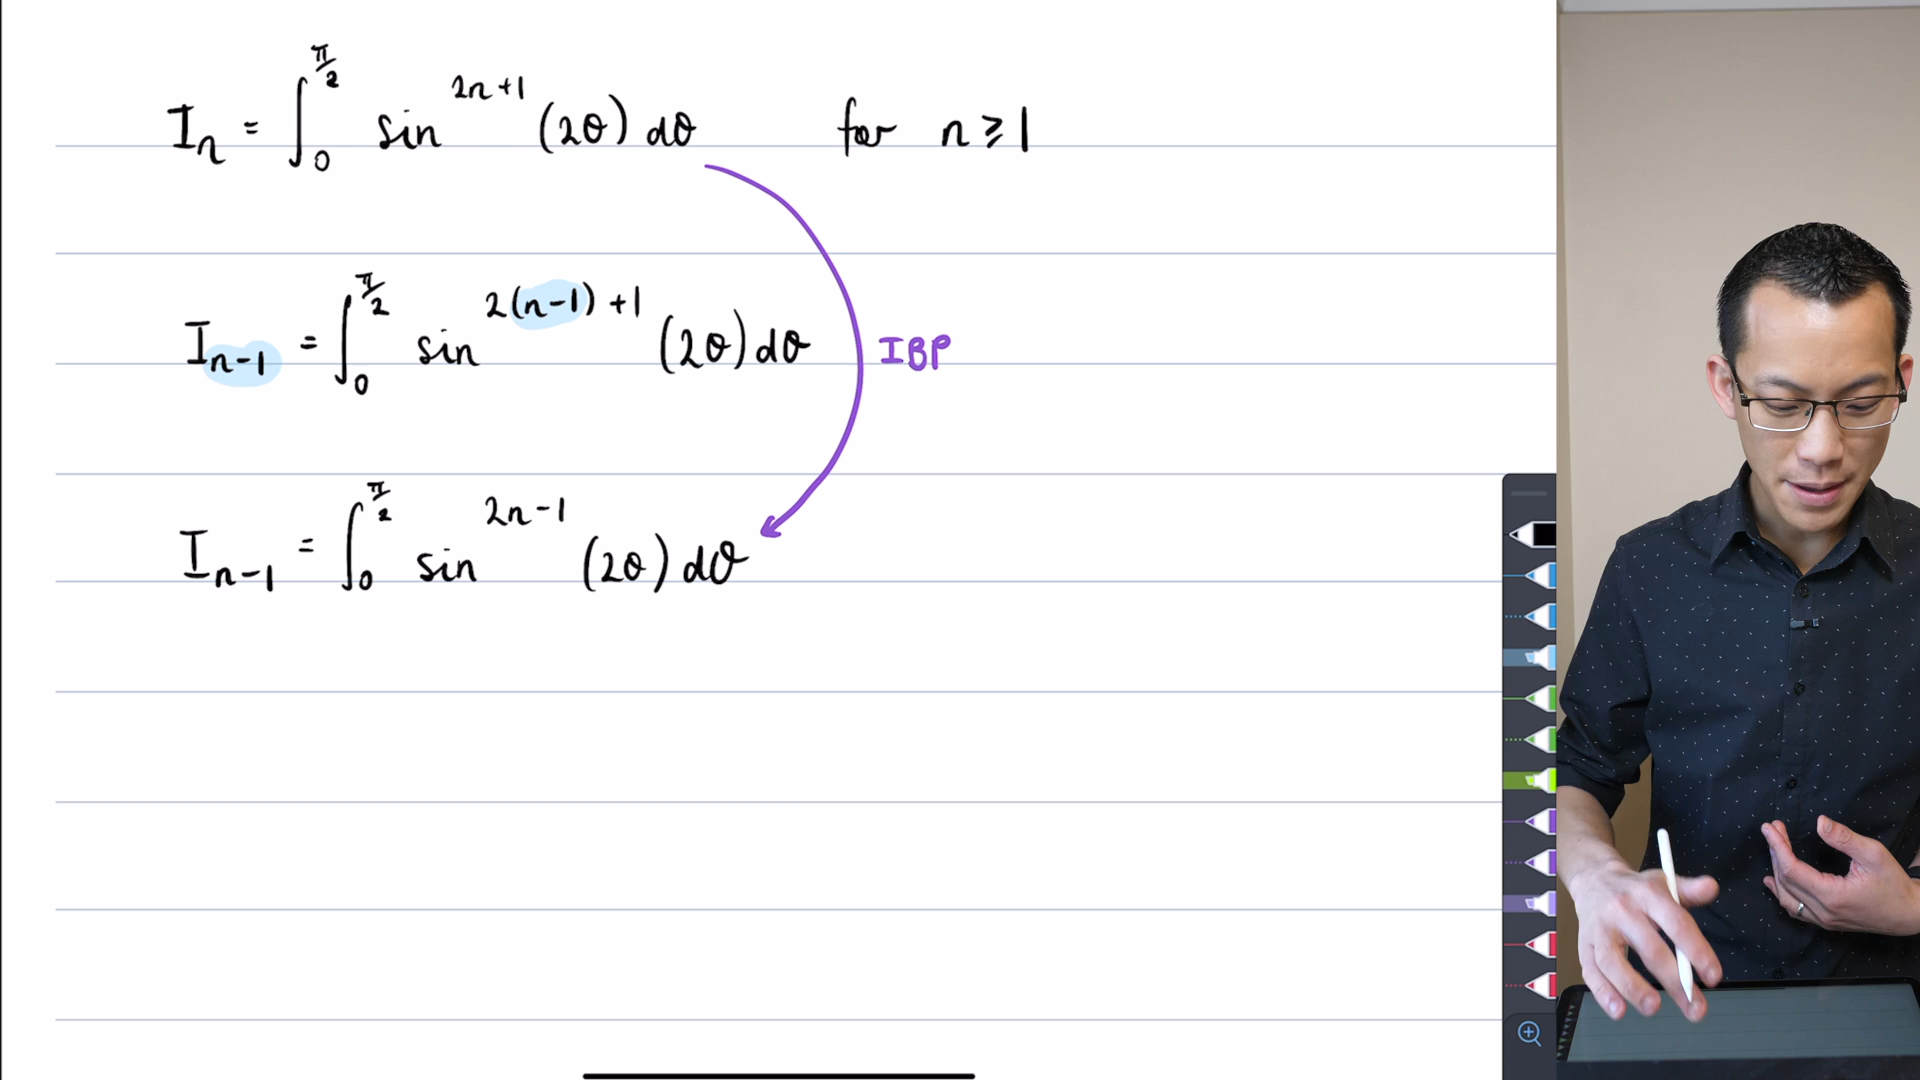 Iₙ = ∫₀^(π/2) sin^(2n+1) (2θ) dθ for n ≥ 1
Iₙ₋₁ = ∫₀^(π/2) sin^(2(n-1)+1) (2θ) dθ
IBP
Iₙ₋₁ = ∫₀^(π/2) sin^(2n-1) (2θ) dθ